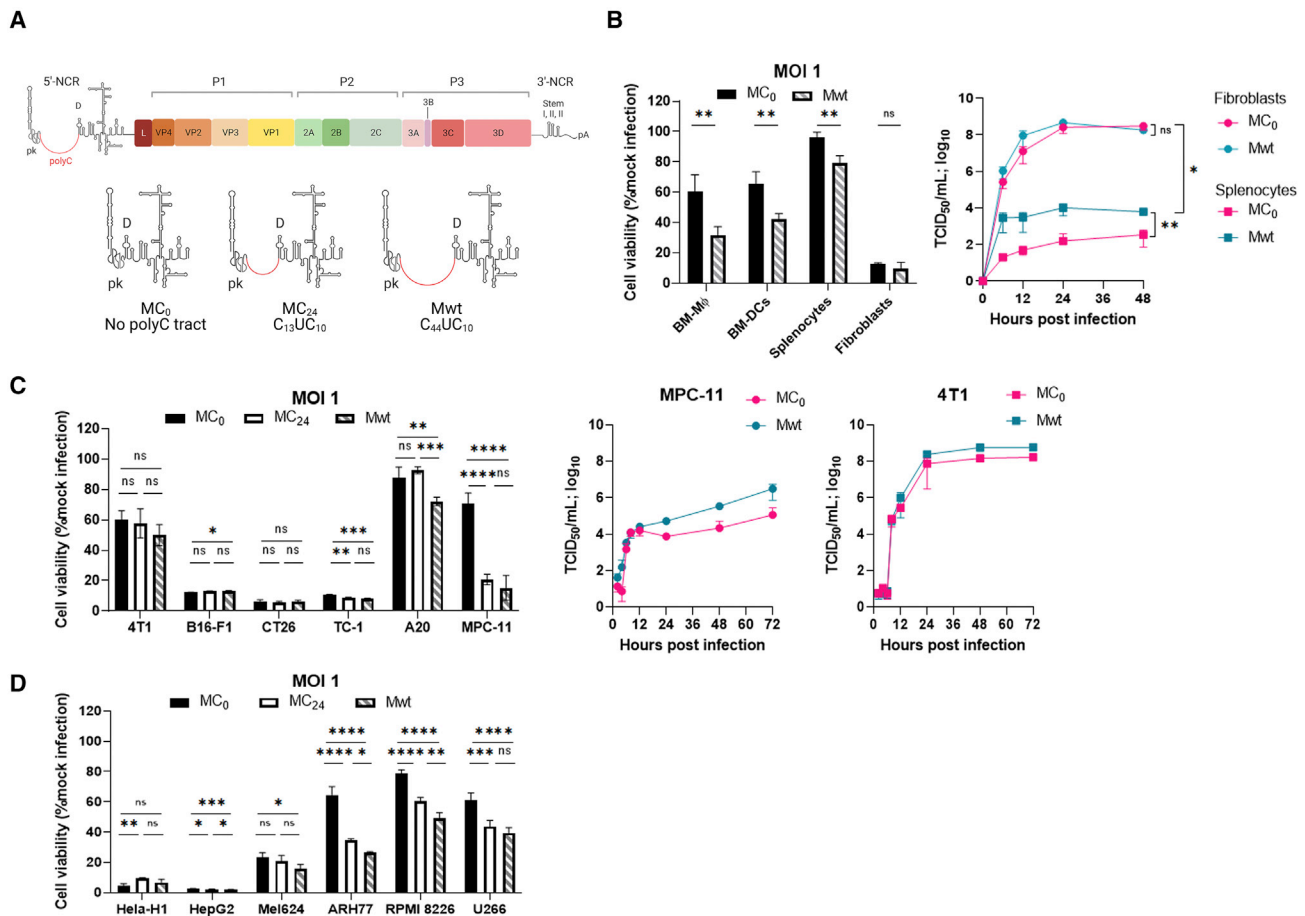 A
5'-NCR P1 P2 P3 3'-NCR
D 3B Stem I, II, II
L VP4 VP2 VP3 VP1 2A 2B 2C 3A 3C 3D pA
pk polyC
D D D
pk pk pk
MC₀ MC₂₄ Mwt
No polyC tract C₁₃UC₁₀ C₄₄UC₁₀
B
MOI 1
MC₀ Mwt
Cell viability (%mock infection)
120
100
80
60
40
20
0
** ** ** ns
BM-Mϕ BM-DCs Splenocytes Fibroblasts
TCID₅₀/mL; log₁₀
10
8
6
4
2
0
0 12 24 36 48
Hours post infection
ns
*
**
Fibroblasts
MC₀
Mwt
Splenocytes
MC₀
Mwt
C
MOI 1
MC₀ MC₂₄ Mwt
Cell viability (%mock infection)
120
100
80
60
40
20
0
ns * ns *** ** ****
ns ns ns ns ns ns ** ns ns *** **** ns
4T1 B16-F1 CT26 TC-1 A20 MPC-11
MPC-11
MC₀
Mwt
TCID₅₀/mL; log₁₀
10
8
6
4
2
0
0 12 24 36 48 60 72
Hours post infection
4T1
MC₀
Mwt
TCID₅₀/mL; log₁₀
10
8
6
4
2
0
0 12 24 36 48 60 72
Hours post infection
D
MOI 1
MC₀ MC₂₄ Mwt
Cell viability (%mock infection)
120
100
80
60
40
20
0
ns *** * **** **** ****
** ns * * ns ns **** * **** ** *** ns
Hela-H1 HepG2 Mel624 ARH77 RPMI 8226 U266